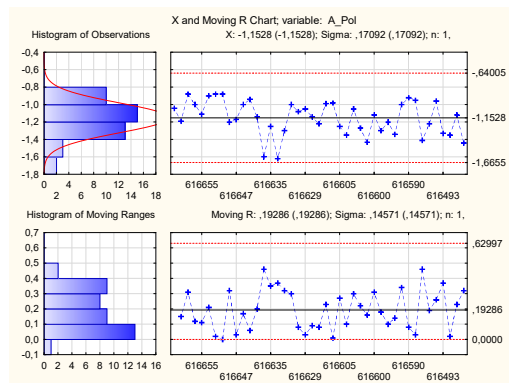 X and Moving R Chart; variable: A_Pol
Histogram of Observations
X: -1,1528 (-1,1528); Sigma: ,17092 (,17092); n: 1,
-0,4
-0,6
-0,8
-1,0
-1,2
-1,4
-1,6
-1,8
0 2 4 6 8 10 12 14 16 18
-,64005
-1,1528
-1,6655
616655 616635 616605 616590
616647 616629 616600 616493
Histogram of Moving Ranges
Moving R: ,19286 (,19286); Sigma: ,14571 (,14571); n: 1,
0,7
0,6
0,5
0,4
0,3
0,2
0,1
0,0
-0,1
0 2 4 6 8 10 12 14 16 18
,62997
,19286
0,0000
616655 616635 616605 616590
616647 616629 616600 616493